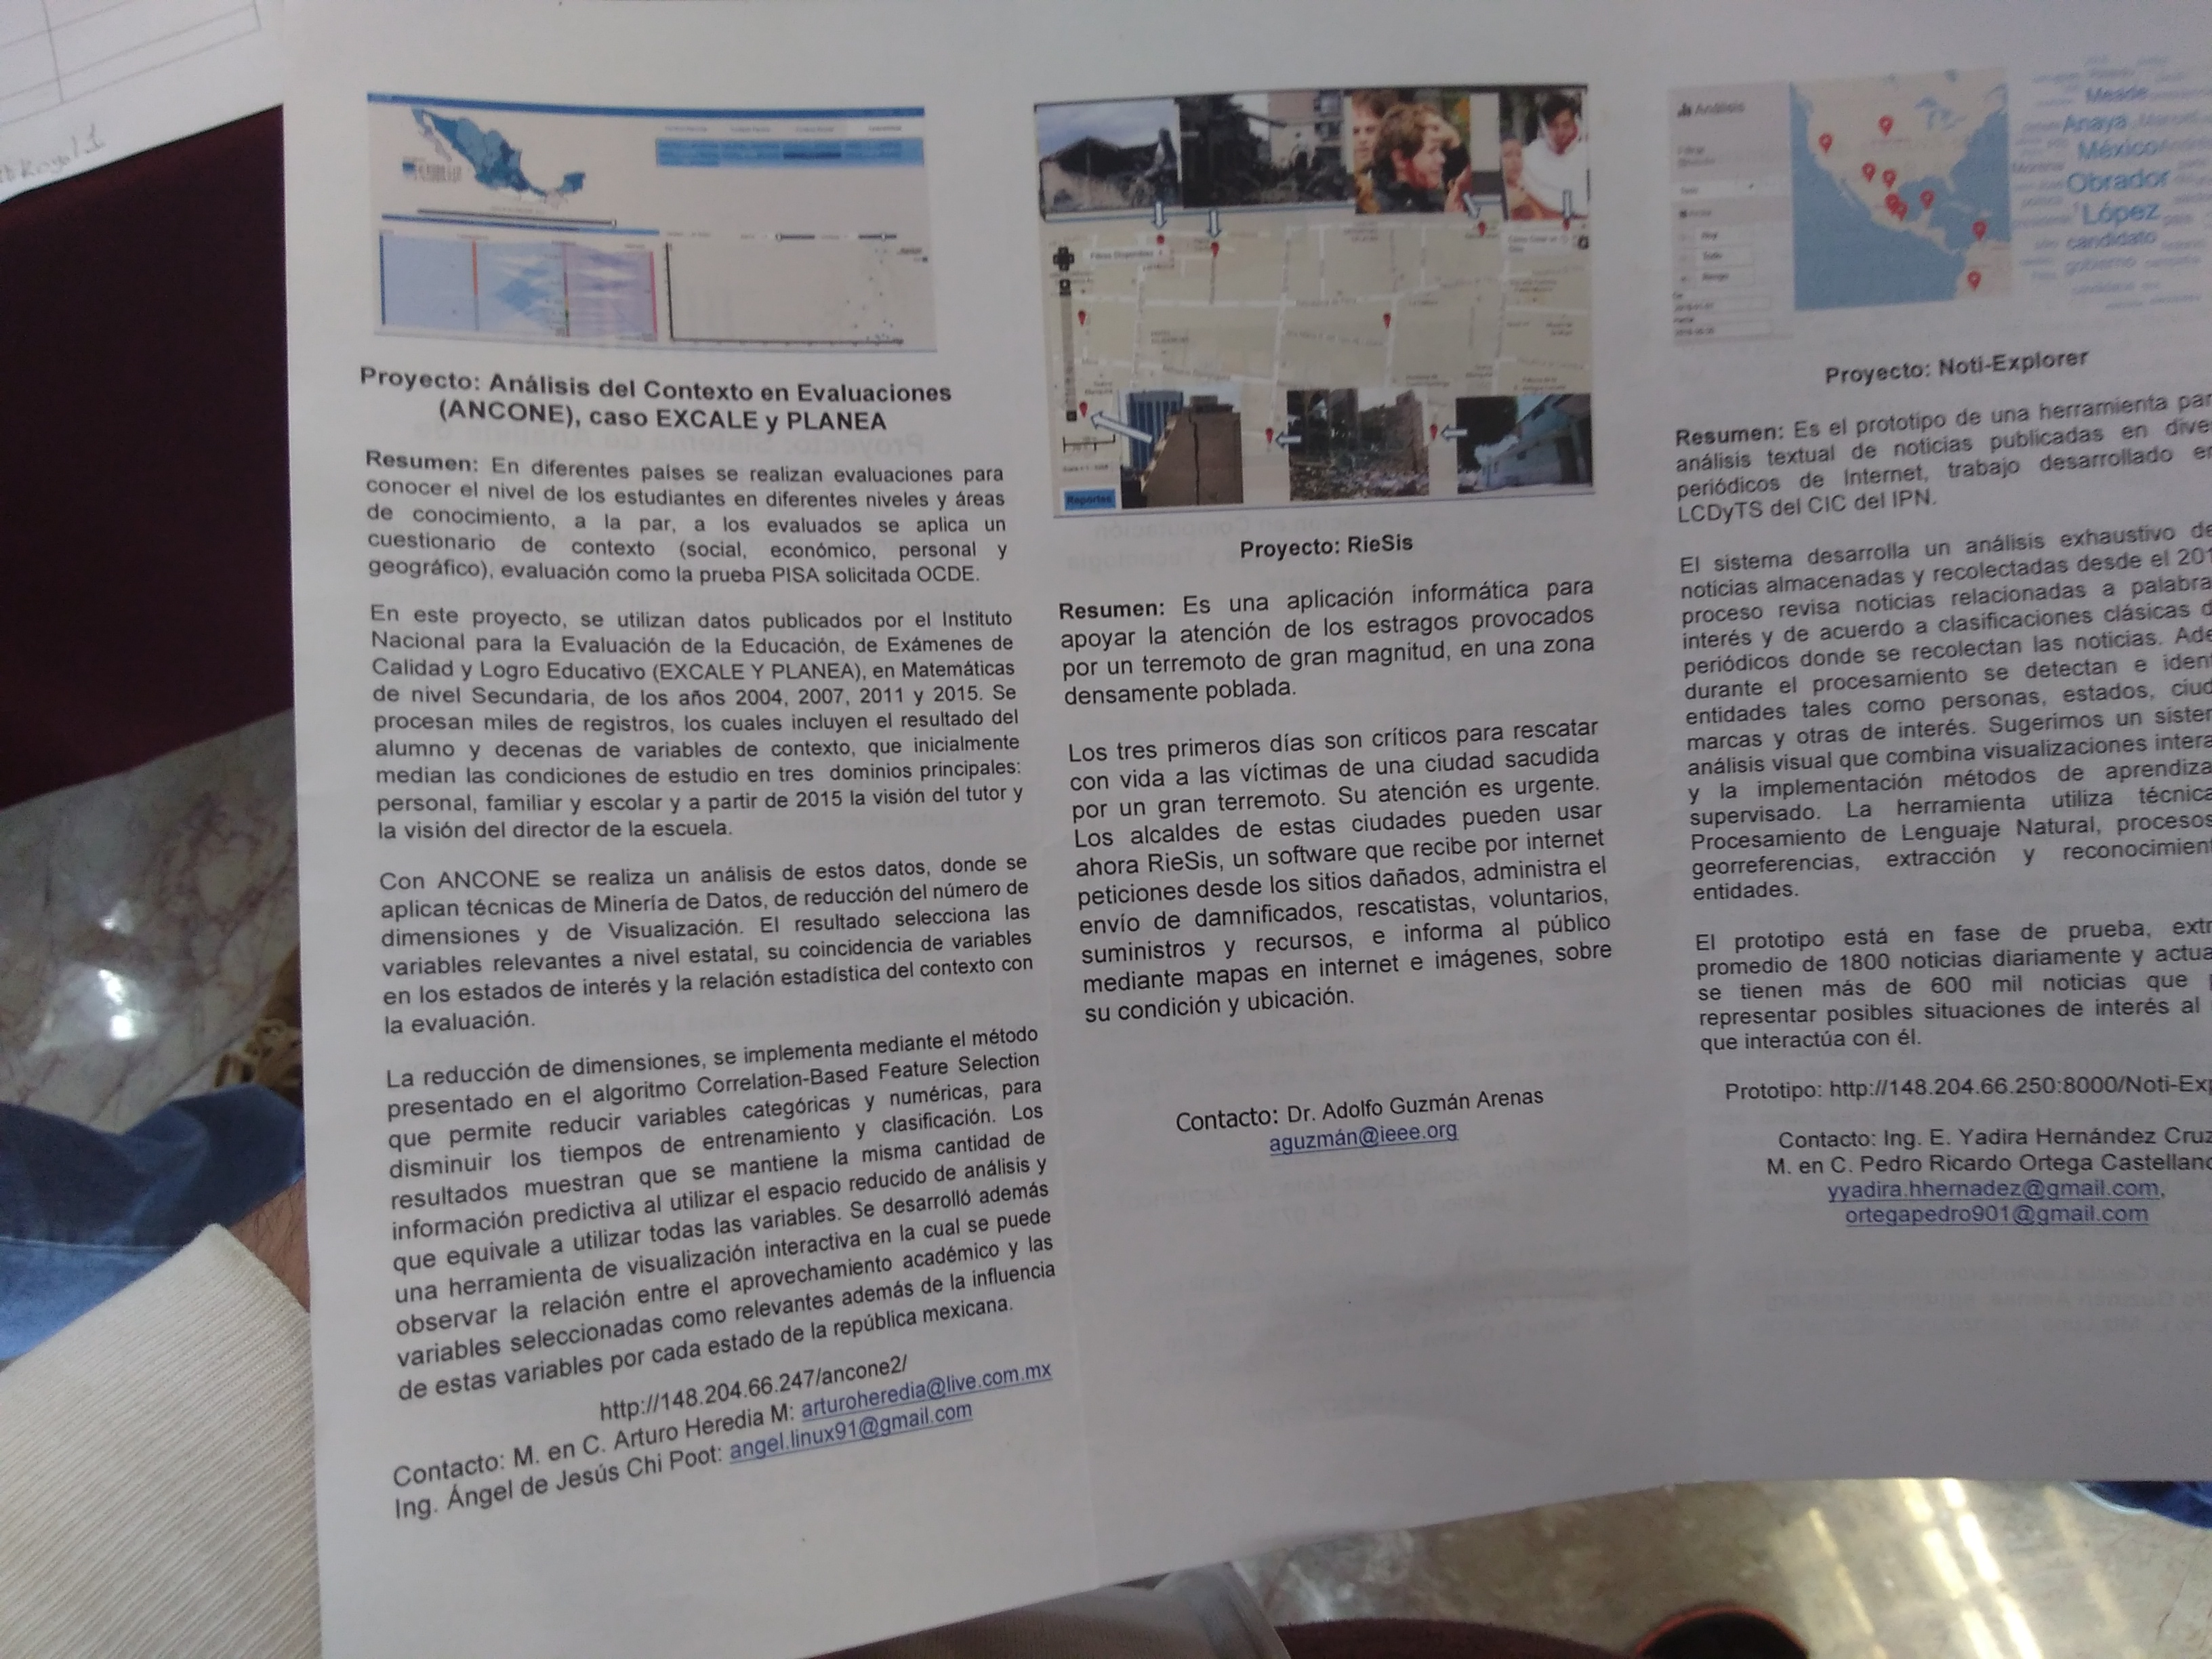 Proyecto: Análisis del Contexto en Evaluaciones
(ANCONE), caso EXCALE y PLANEA
Resumen: En diferentes países se realizan evaluaciones para
conocer el nivel de los estudiantes en diferentes niveles y áreas
de conocimiento, a la par, a los evaluados se aplica un
cuestionario de contexto (social, económico, personal y
geográfico), evaluación como la prueba PISA solicitada OCDE.
En este proyecto, se utilizan datos publicados por el Instituto
Nacional para la Evaluación de la Educación, de Exámenes de
Calidad y Logro Educativo (EXCALE Y PLANEA), en Matemáticas
de nivel Secundaria, de los años 2004, 2007, 2011 y 2015. Se
procesan miles de registros, los cuales incluyen el resultado del
alumno y decenas de variables de contexto, que inicialmente
median las condiciones de estudio en tres dominios principales:
personal, familiar y escolar y a partir de 2015 la visión del tutor y
la visión del director de la escuela.
Con ANCONE se realiza un análisis de estos datos, donde se
aplican técnicas de Minería de Datos, de reducción del número de
dimensiones y de Visualización. El resultado selecciona las
variables relevantes a nivel estatal, su coincidencia de variables
en los estados de interés y la relación estadística del contexto con
la evaluación.
La reducción de dimensiones, se implementa mediante el método
presentado en el algoritmo Correlation-Based Feature Selection
que permite reducir variables categóricas y numéricas, para
disminuir los tiempos de entrenamiento y clasificación. Los
resultados muestran que se mantiene la misma cantidad de
información predictiva al utilizar el espacio reducido de análisis y
que equivale a utilizar todas las variables. Se desarrolló además
una herramienta de visualización interactiva en la cual se puede
observar la relación entre el aprovechamiento académico y las
variables seleccionadas como relevantes además de la influencia
de estas variables por cada estado de la república mexicana.
http://148.204.66.247/ancone2/
Contacto: M. en C. Arturo Heredia M: arturoheredia@live.com.mx
Ing. Ángel de Jesús Chi Poot: angel.linux91@gmail.com
Reportes
Proyecto: RieSis
Resumen: Es una aplicación informática para
apoyar la atención de los estragos provocados
por un terremoto de gran magnitud, en una zona
densamente poblada.
Los tres primeros días son críticos para rescatar
con vida a las víctimas de una ciudad sacudida
por un gran terremoto. Su atención es urgente.
Los alcaldes de estas ciudades pueden usar
ahora RieSis, un software que recibe por internet
peticiones desde los sitios dañados, administra el
envío de damnificados, rescatistas, voluntarios,
suministros y recursos, e informa al público
mediante mapas en internet e imágenes, sobre
su condición y ubicación.
Contacto: Dr. Adolfo Guzmán Arenas
aguzmán@ieee.org
Análisis
Meade
Anaya
México
Obrador
López
candidato
gobierno
Proyecto: Noti-Explorer
Resumen: Es el prototipo de una herramienta par
análisis textual de noticias publicadas en dive
periódicos de Internet, trabajo desarrollado e
LCDyTS del CIC del IPN.
El sistema desarrolla un análisis exhaustivo de
noticias almacenadas y recolectadas desde el 201
proceso revisa noticias relacionadas a palabra
interés y de acuerdo a clasificaciones clásicas d
periódicos donde se recolectan las noticias. Ade
durante el procesamiento se detectan e iden
entidades tales como personas, estados, ciud
marcas y otras de interés. Sugerimos un sister
análisis visual que combina visualizaciones intera
y la implementación métodos de aprendiza
supervisado. La herramienta utiliza técnica
Procesamiento de Lenguaje Natural, procesos
georreferencias, extracción y reconocimien
entidades.
El prototipo está en fase de prueba, extr
promedio de 1800 noticias diariamente y actua
se tienen más de 600 mil noticias que
representar posibles situaciones de interés al
que interactúa con él.
Prototipo: http://148.204.66.250:8000/Noti-Exp
Contacto: Ing. E. Yadira Hernández Cruz
M. en C. Pedro Ricardo Ortega Castellano
yyadira.hhernadez@gmail.com,
ortegapedro901@gmail.com